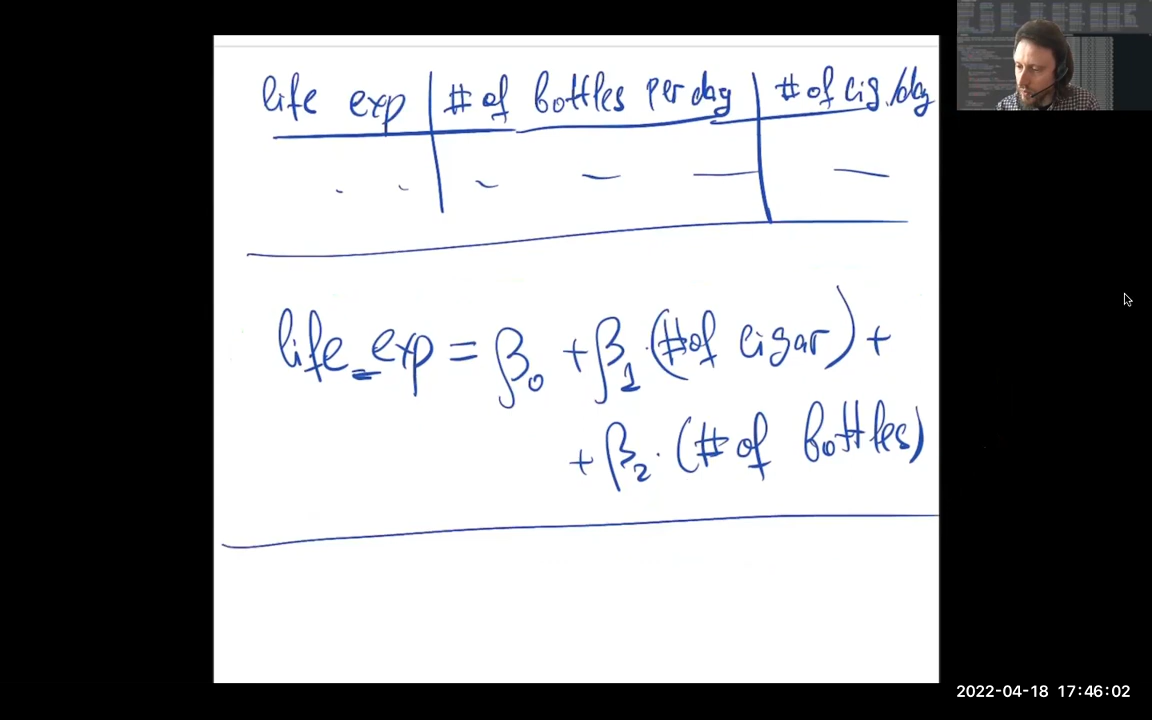 life exp | # of bottles per day | # of cig./day
life_exp = β₀ + β₁·(# of cigar) +
+ β₂·(# of bottles)
2022-04-18 17:46:02